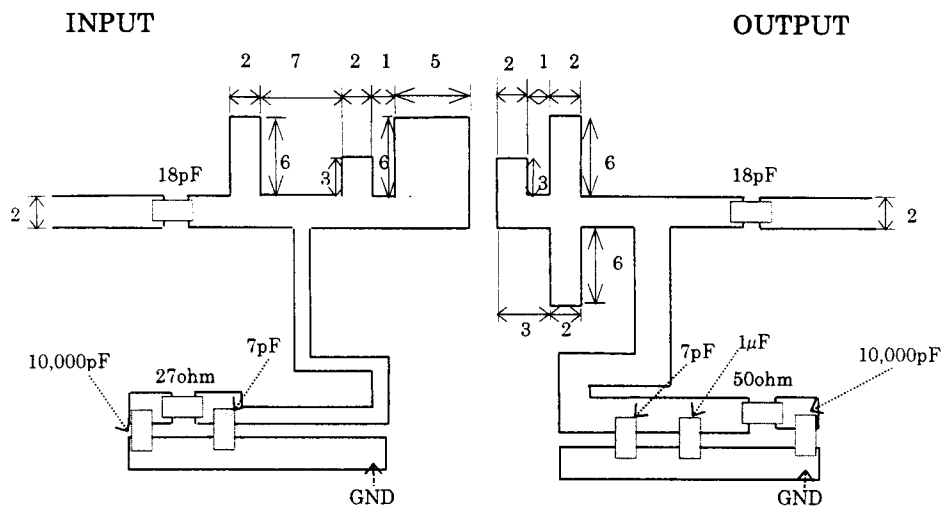 INPUT
OUTPUT
2 7 2 1 5
2 1 2
6
3
6
3
6
18pF
18pF
2
2
6
3 2
10,000pF
27ohm
7pF
7pF
1μF
50ohm
10,000pF
GND
GND